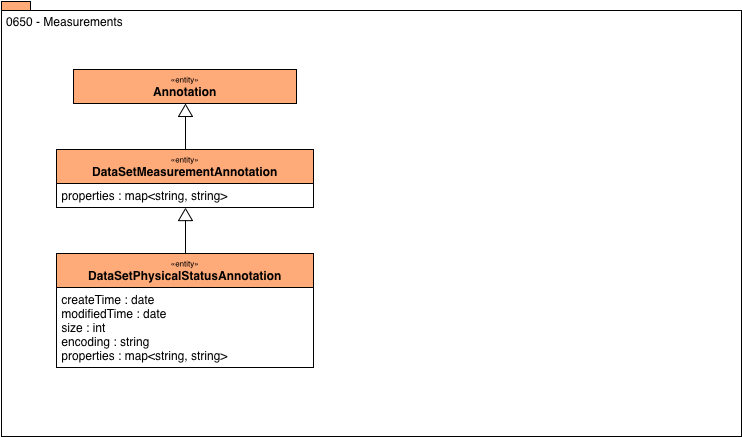 0650 - Measurements
«entity»
Annotation
«entity»
DataSetMeasurementAnnotation
properties : map<string, string>
«entity»
DataSetPhysicalStatusAnnotation
createTime : date
modifiedTime : date
size : int
encoding : string
properties : map<string, string>